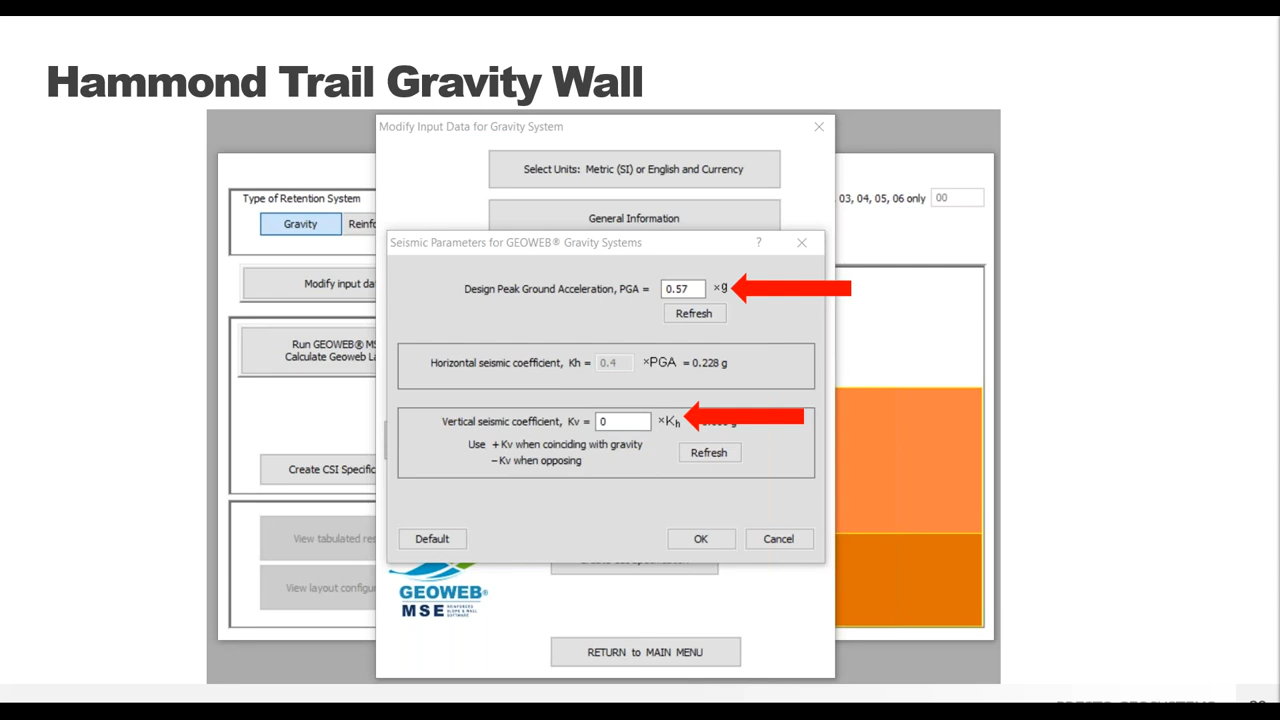 Hammond Trail Gravity Wall
Modify Input Data for Gravity System
Select Units: Metric (SI) or English and Currency
Type of Retention System
03, 04, 05, 06 only 00
Gravity
General Information
Seismic Parameters for GEOWEB® Gravity Systems ?
Modify input da
Design Peak Ground Acceleration, PGA = 0.57 ×g
Refresh
Run GEOWEB® MS
Calculate Geoweb La
Horizontal seismic coefficient, Kh = 0.4 ×PGA = 0.228 g
Vertical seismic coefficient, Kv = 0 ×Kh
Use +Kv when coinciding with gravity
−Kv when opposing
Refresh
Create CSI Specific
View tabulated res
Default OK Cancel
View layout configur
GEOWEB®
MSE REINFORCED SLOPE & WALL SOFTWARE
RETURN to MAIN MENU